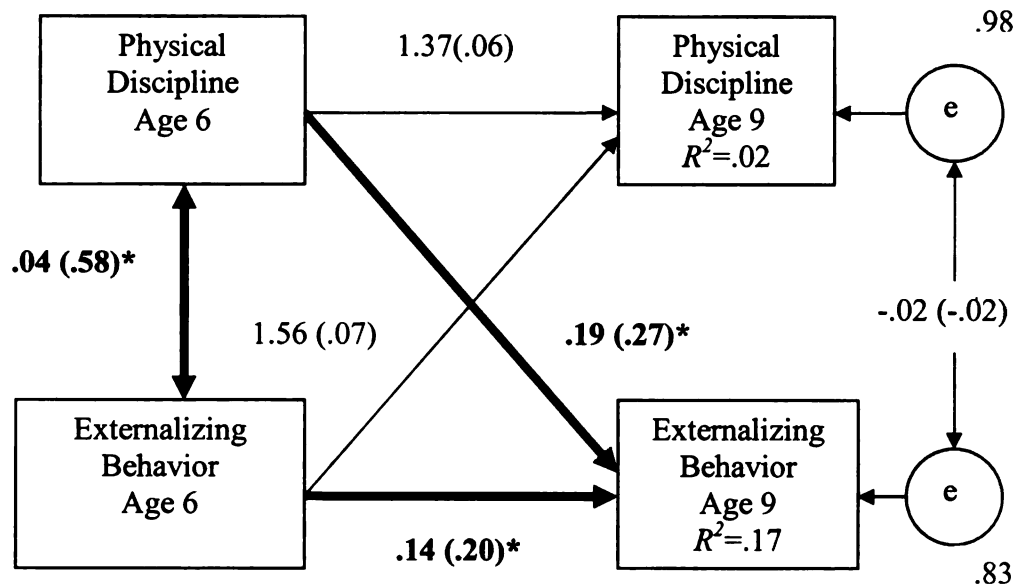 Physical
Discipline
Age 6
1.37(.06)
Physical
Discipline
Age 9
R²=.02
.98
e
.04 (.58)*
1.56 (.07)
.19 (.27)*
-.02 (-.02)
Externalizing
Behavior
Age 6
.14 (.20)*
Externalizing
Behavior
Age 9
R²=.17
e
.83